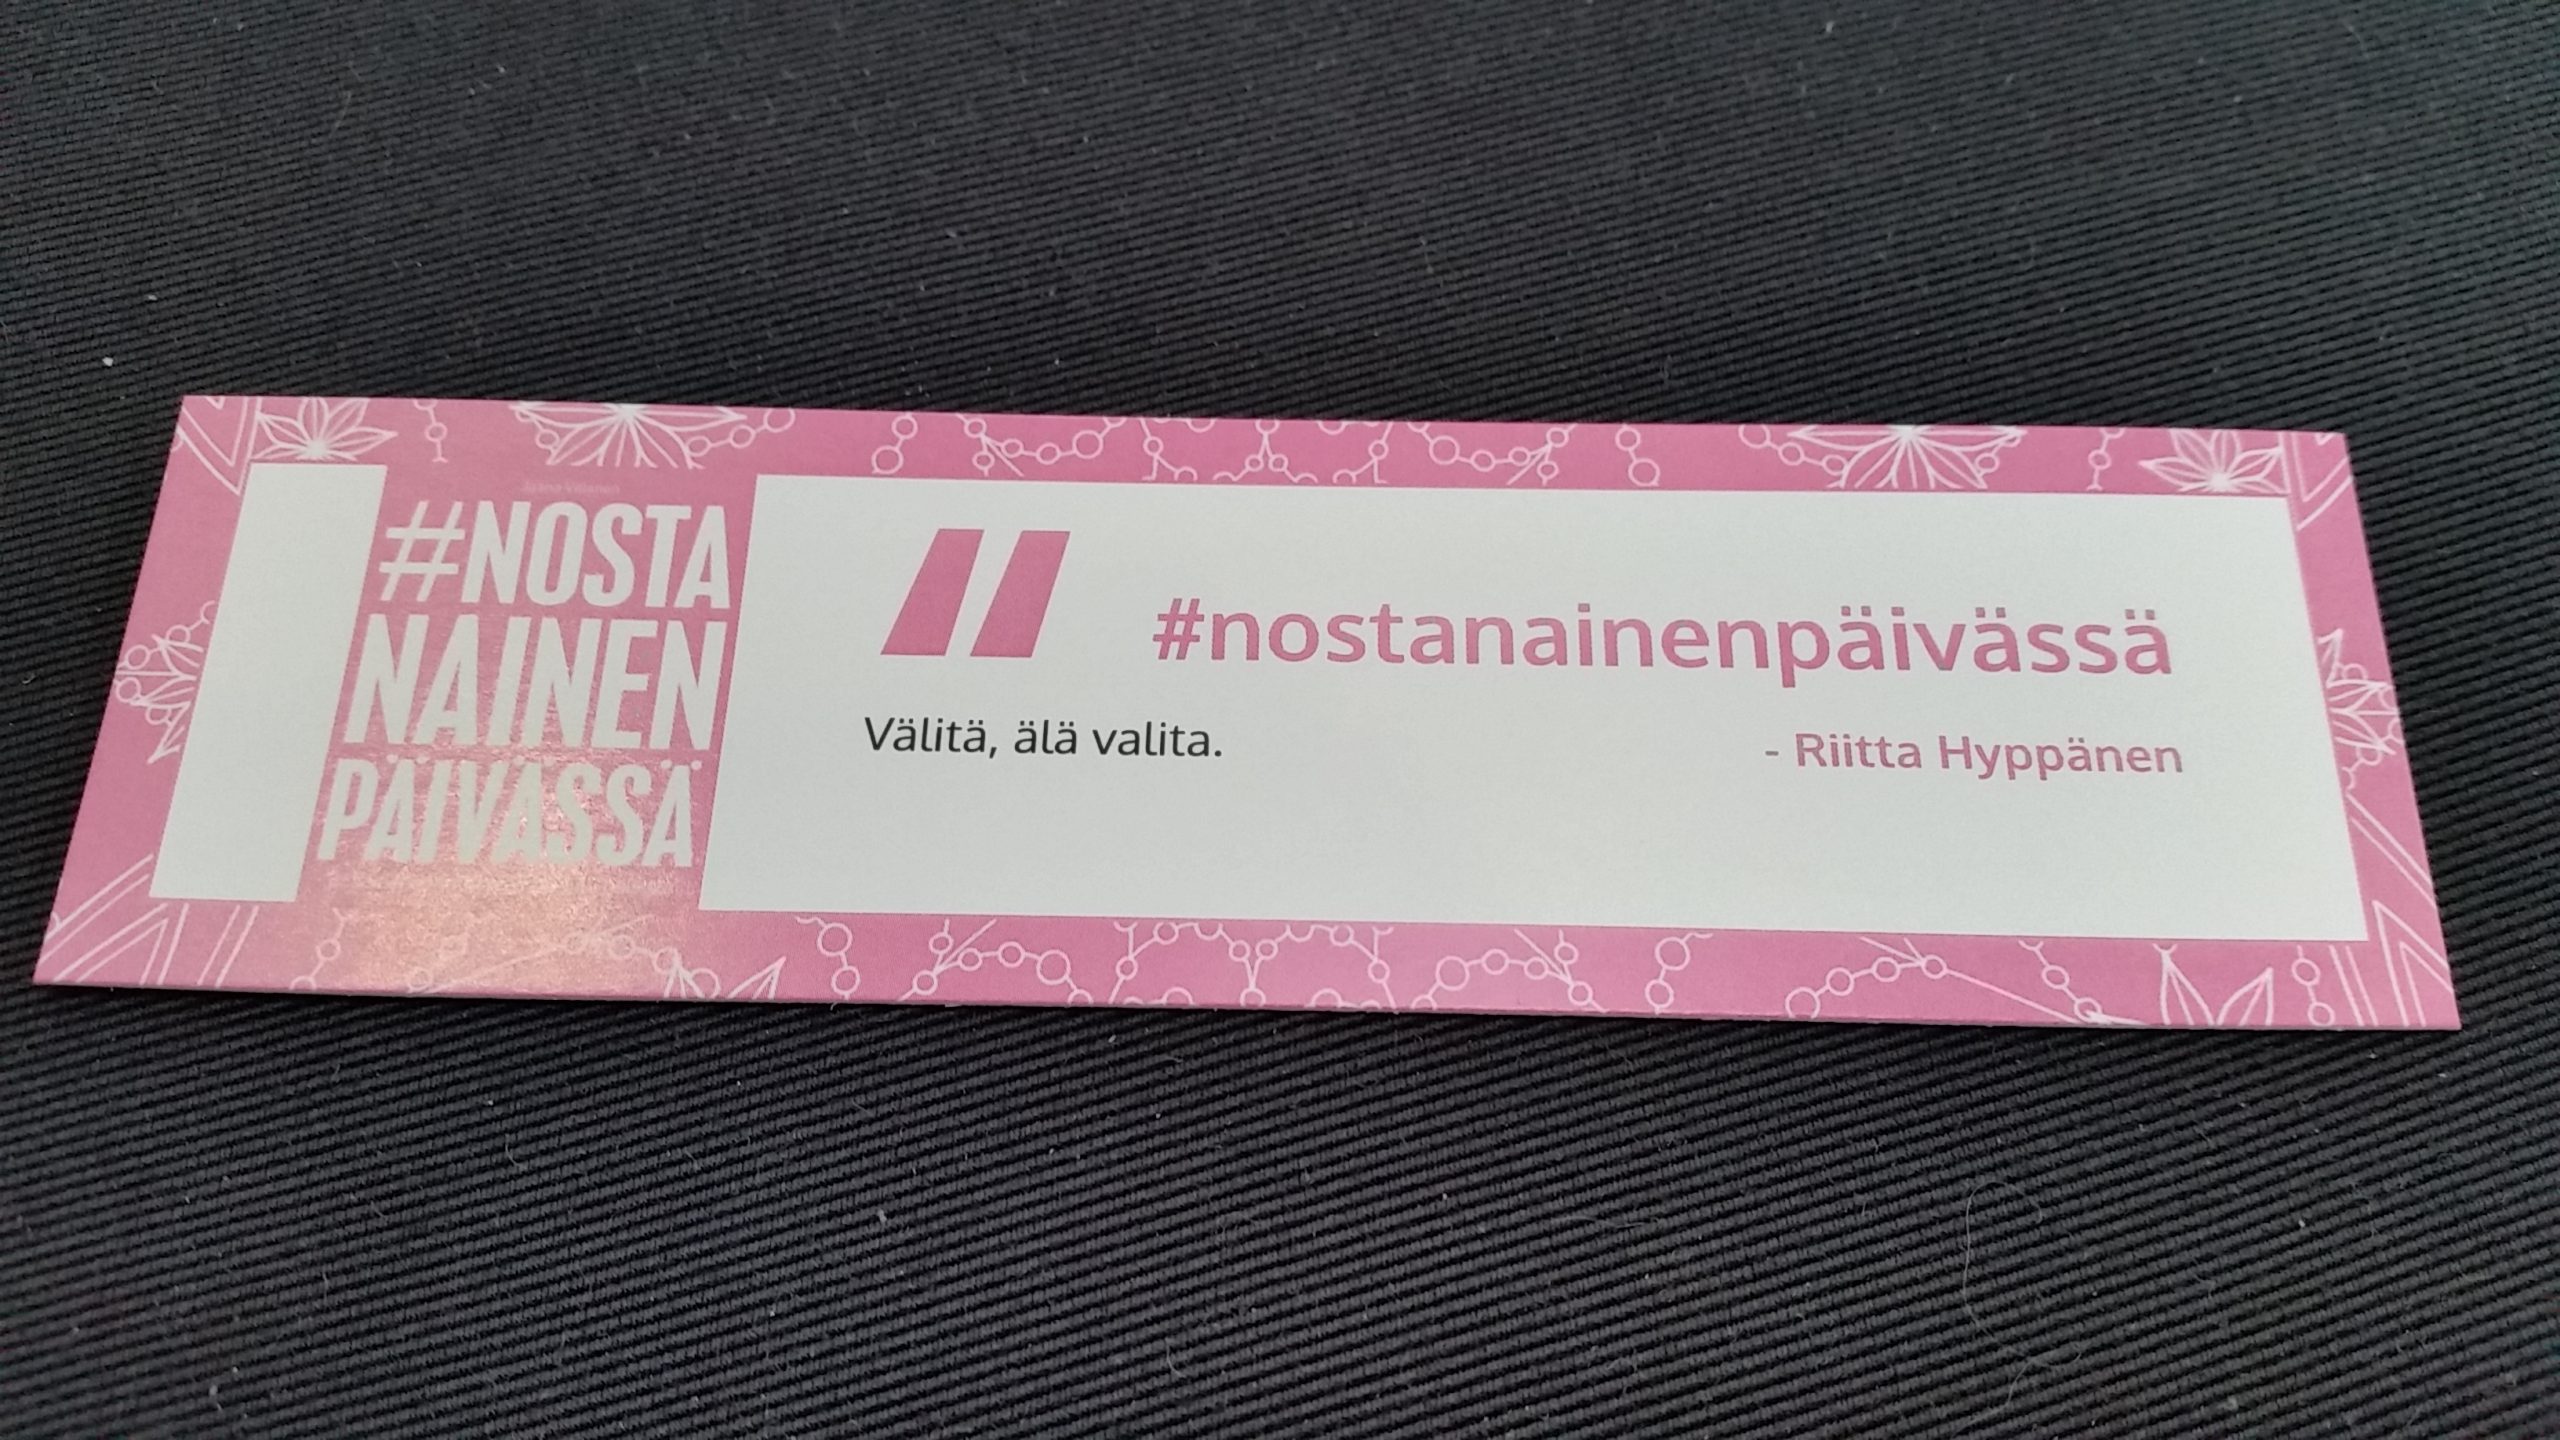 #NOSTA
NAINEN
PÄIVÄSSÄ
#nostanainenpäivässä
Välitä, älä valita.
- Riitta Hyppänen